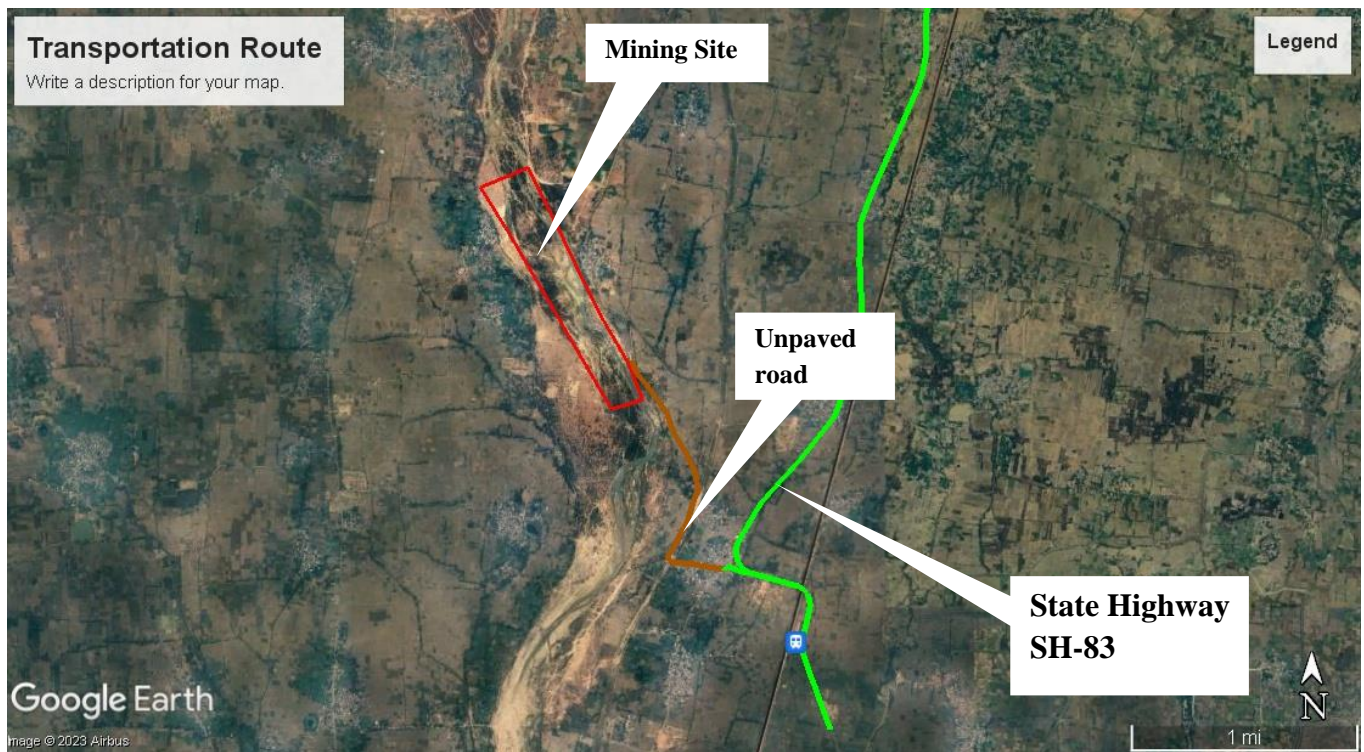 Transportation Route
Write a description for your map.
Mining Site
Legend
Unpaved
road
State Highway
SH-83
N
Google Earth
Image © 2023 Airbus
1 mi